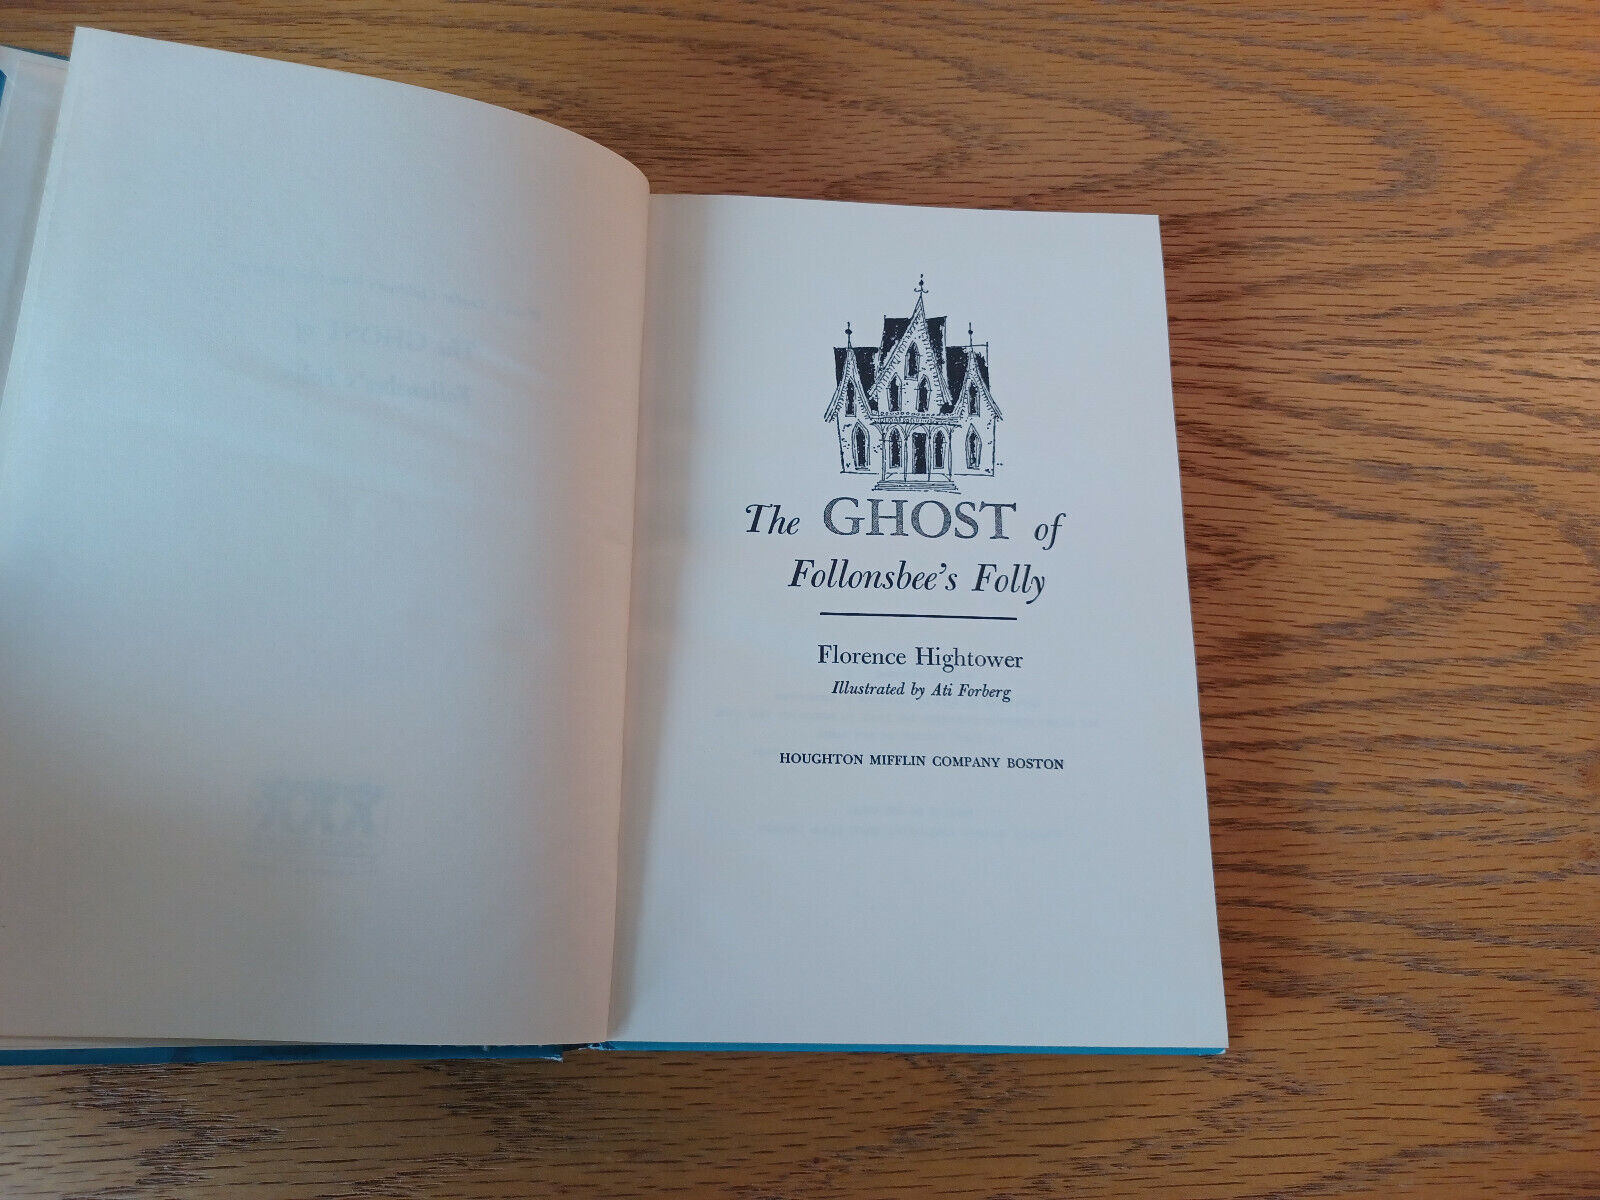 The GHOST of
Follonsbee's Folly
Florence Hightower
Illustrated by Ati Forberg
HOUGHTON MIFFLIN COMPANY BOSTON